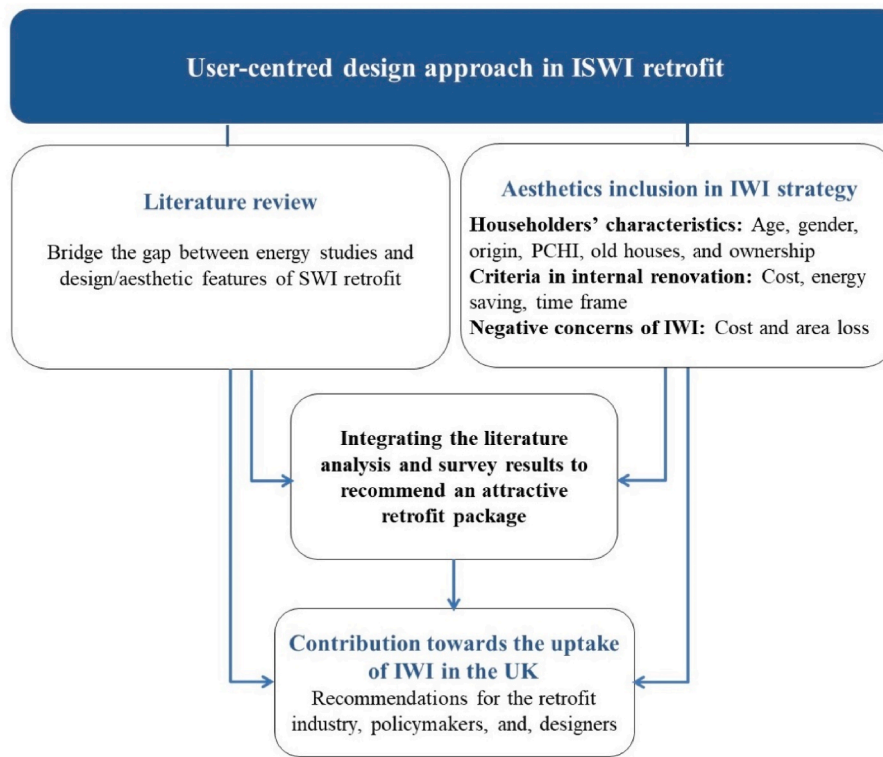 User-centred design approach in ISWI retrofit
Literature review
Bridge the gap between energy studies and
design/aesthetic features of SWI retrofit
Aesthetics inclusion in IWI strategy
Householders’ characteristics: Age, gender,
origin, PCHI, old houses, and ownership
Criteria in internal renovation: Cost, energy
saving, time frame
Negative concerns of IWI: Cost and area loss
Integrating the literature
analysis and survey results to
recommend an attractive
retrofit package
Contribution towards the uptake
of IWI in the UK
Recommendations for the retrofit
industry, policymakers, and, designers